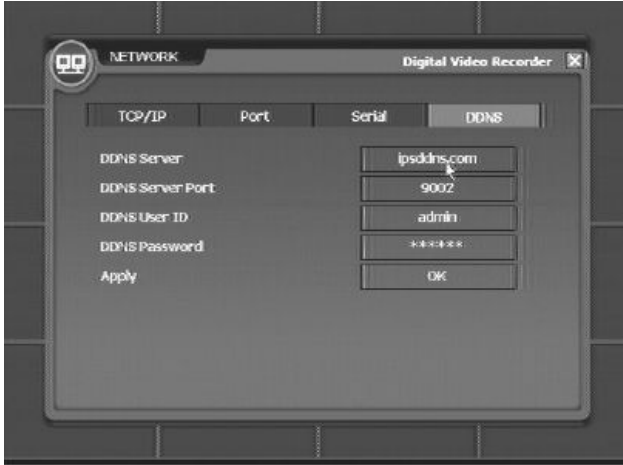 NETWORK
Digital Video Recorder X
TCP/IP Port Serial DDNS
DDNS Server ipsddns.com
DDNS Server Port 9002
DDNS User ID admin
DDNS Password ******
Apply OK